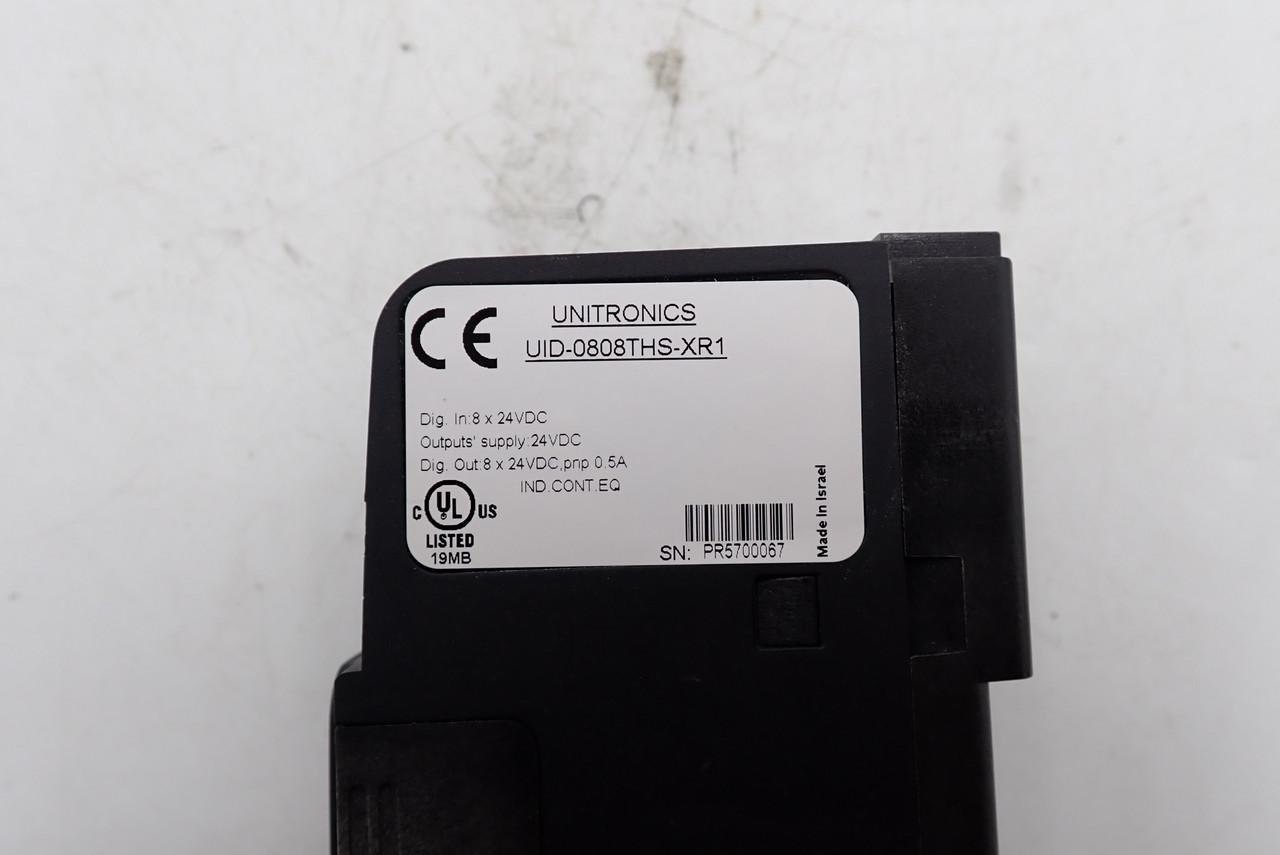 CE
UNITRONICS
UID-0808THS-XR1
Dig. In:8 x 24VDC
Outputs' supply:24VDC
Dig. Out:8 x 24VDC,pnp 0.5A
IND.CONT.EQ
C UL US
LISTED
19MB
SN: PR5700067
Made In Israel